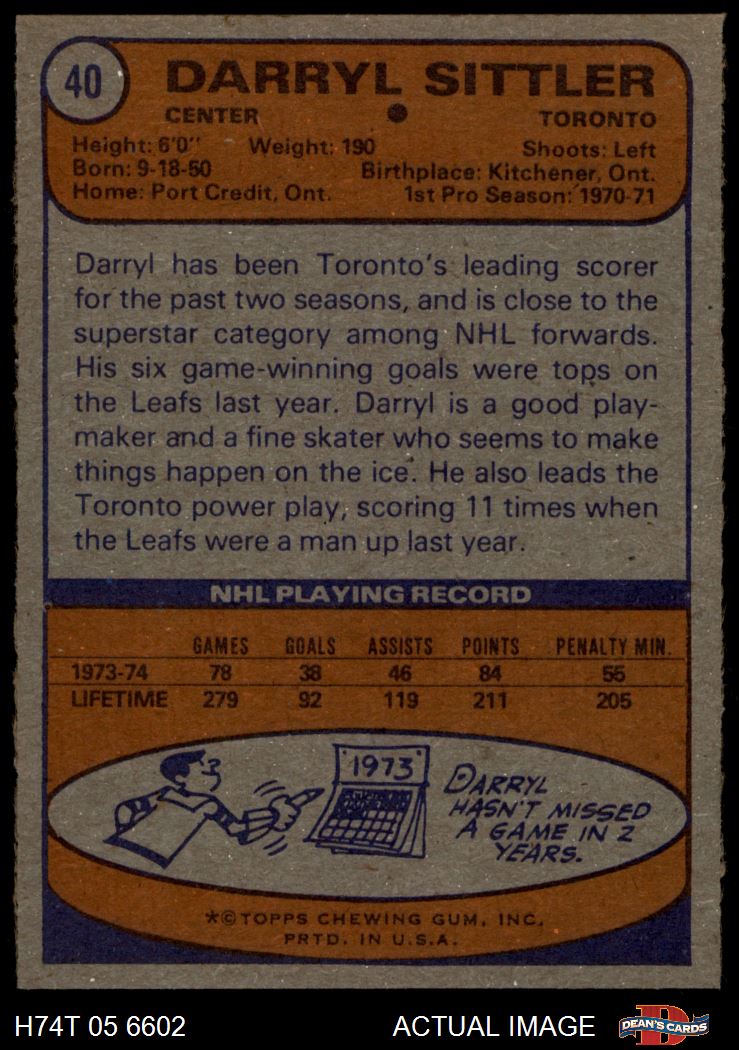 40
DARRYL SITTLER
CENTER TORONTO
Height: 6'0" Weight: 190 Shoots: Left
Born: 9-18-50 Birthplace: Kitchener, Ont.
Home: Port Credit, Ont. 1st Pro Season: 1970-71
Darryl has been Toronto's leading scorer
for the past two seasons, and is close to the
superstar category among NHL forwards.
His six game-winning goals were tops on
the Leafs last year. Darryl is a good play-
maker and a fine skater who seems to make
things happen on the ice. He also leads the
Toronto power play, scoring 11 times when
the Leafs were a man up last year.
NHL PLAYING RECORD
GAMES GOALS ASSISTS POINTS PENALTY MIN.
1973-74 78 38 46 84 55
LIFETIME 279 92 119 211 205
1973
DARRYL
HASN'T MISSED
A GAME IN 2
YEARS.
*© TOPPS CHEWING GUM, INC.
PRTD. IN U.S.A.
H74T 05 6602 ACTUAL IMAGE DEAN'S CARDS